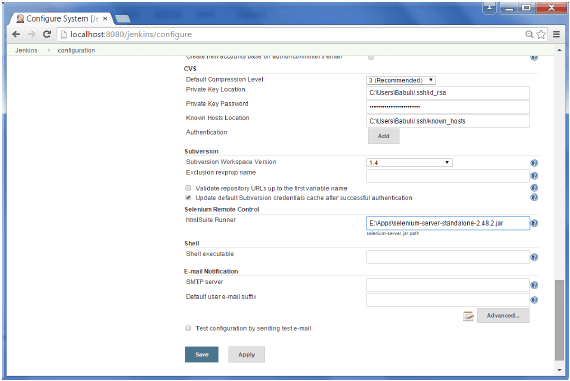 Configure System [Je
localhost:8080/jenkins/configure
Jenkins configuration
Create new accounts base on author/committer's email
CVS
Default Compression Level 3 (Recommended)
Private Key Location C:\Users\Babuli/.ssh/id_rsa
Private Key Password
Known Hosts Location C:\Users\Babuli/.ssh/known_hosts
Authentication Add
Subversion
Subversion Workspace Version 1.4
Exclusion revprop name
Validate repository URLs up to the first variable name
Update default Subversion credentials cache after successful authentication
Selenium Remote Control
htmlSuite Runner E:\Apps\selenium-server-standalone-2.48.2.jar
selenium-server.jar path
Shell
Shell executable
E-mail Notification
SMTP server
Default user e-mail suffix
Advanced...
Test configuration by sending test e-mail
Save Apply